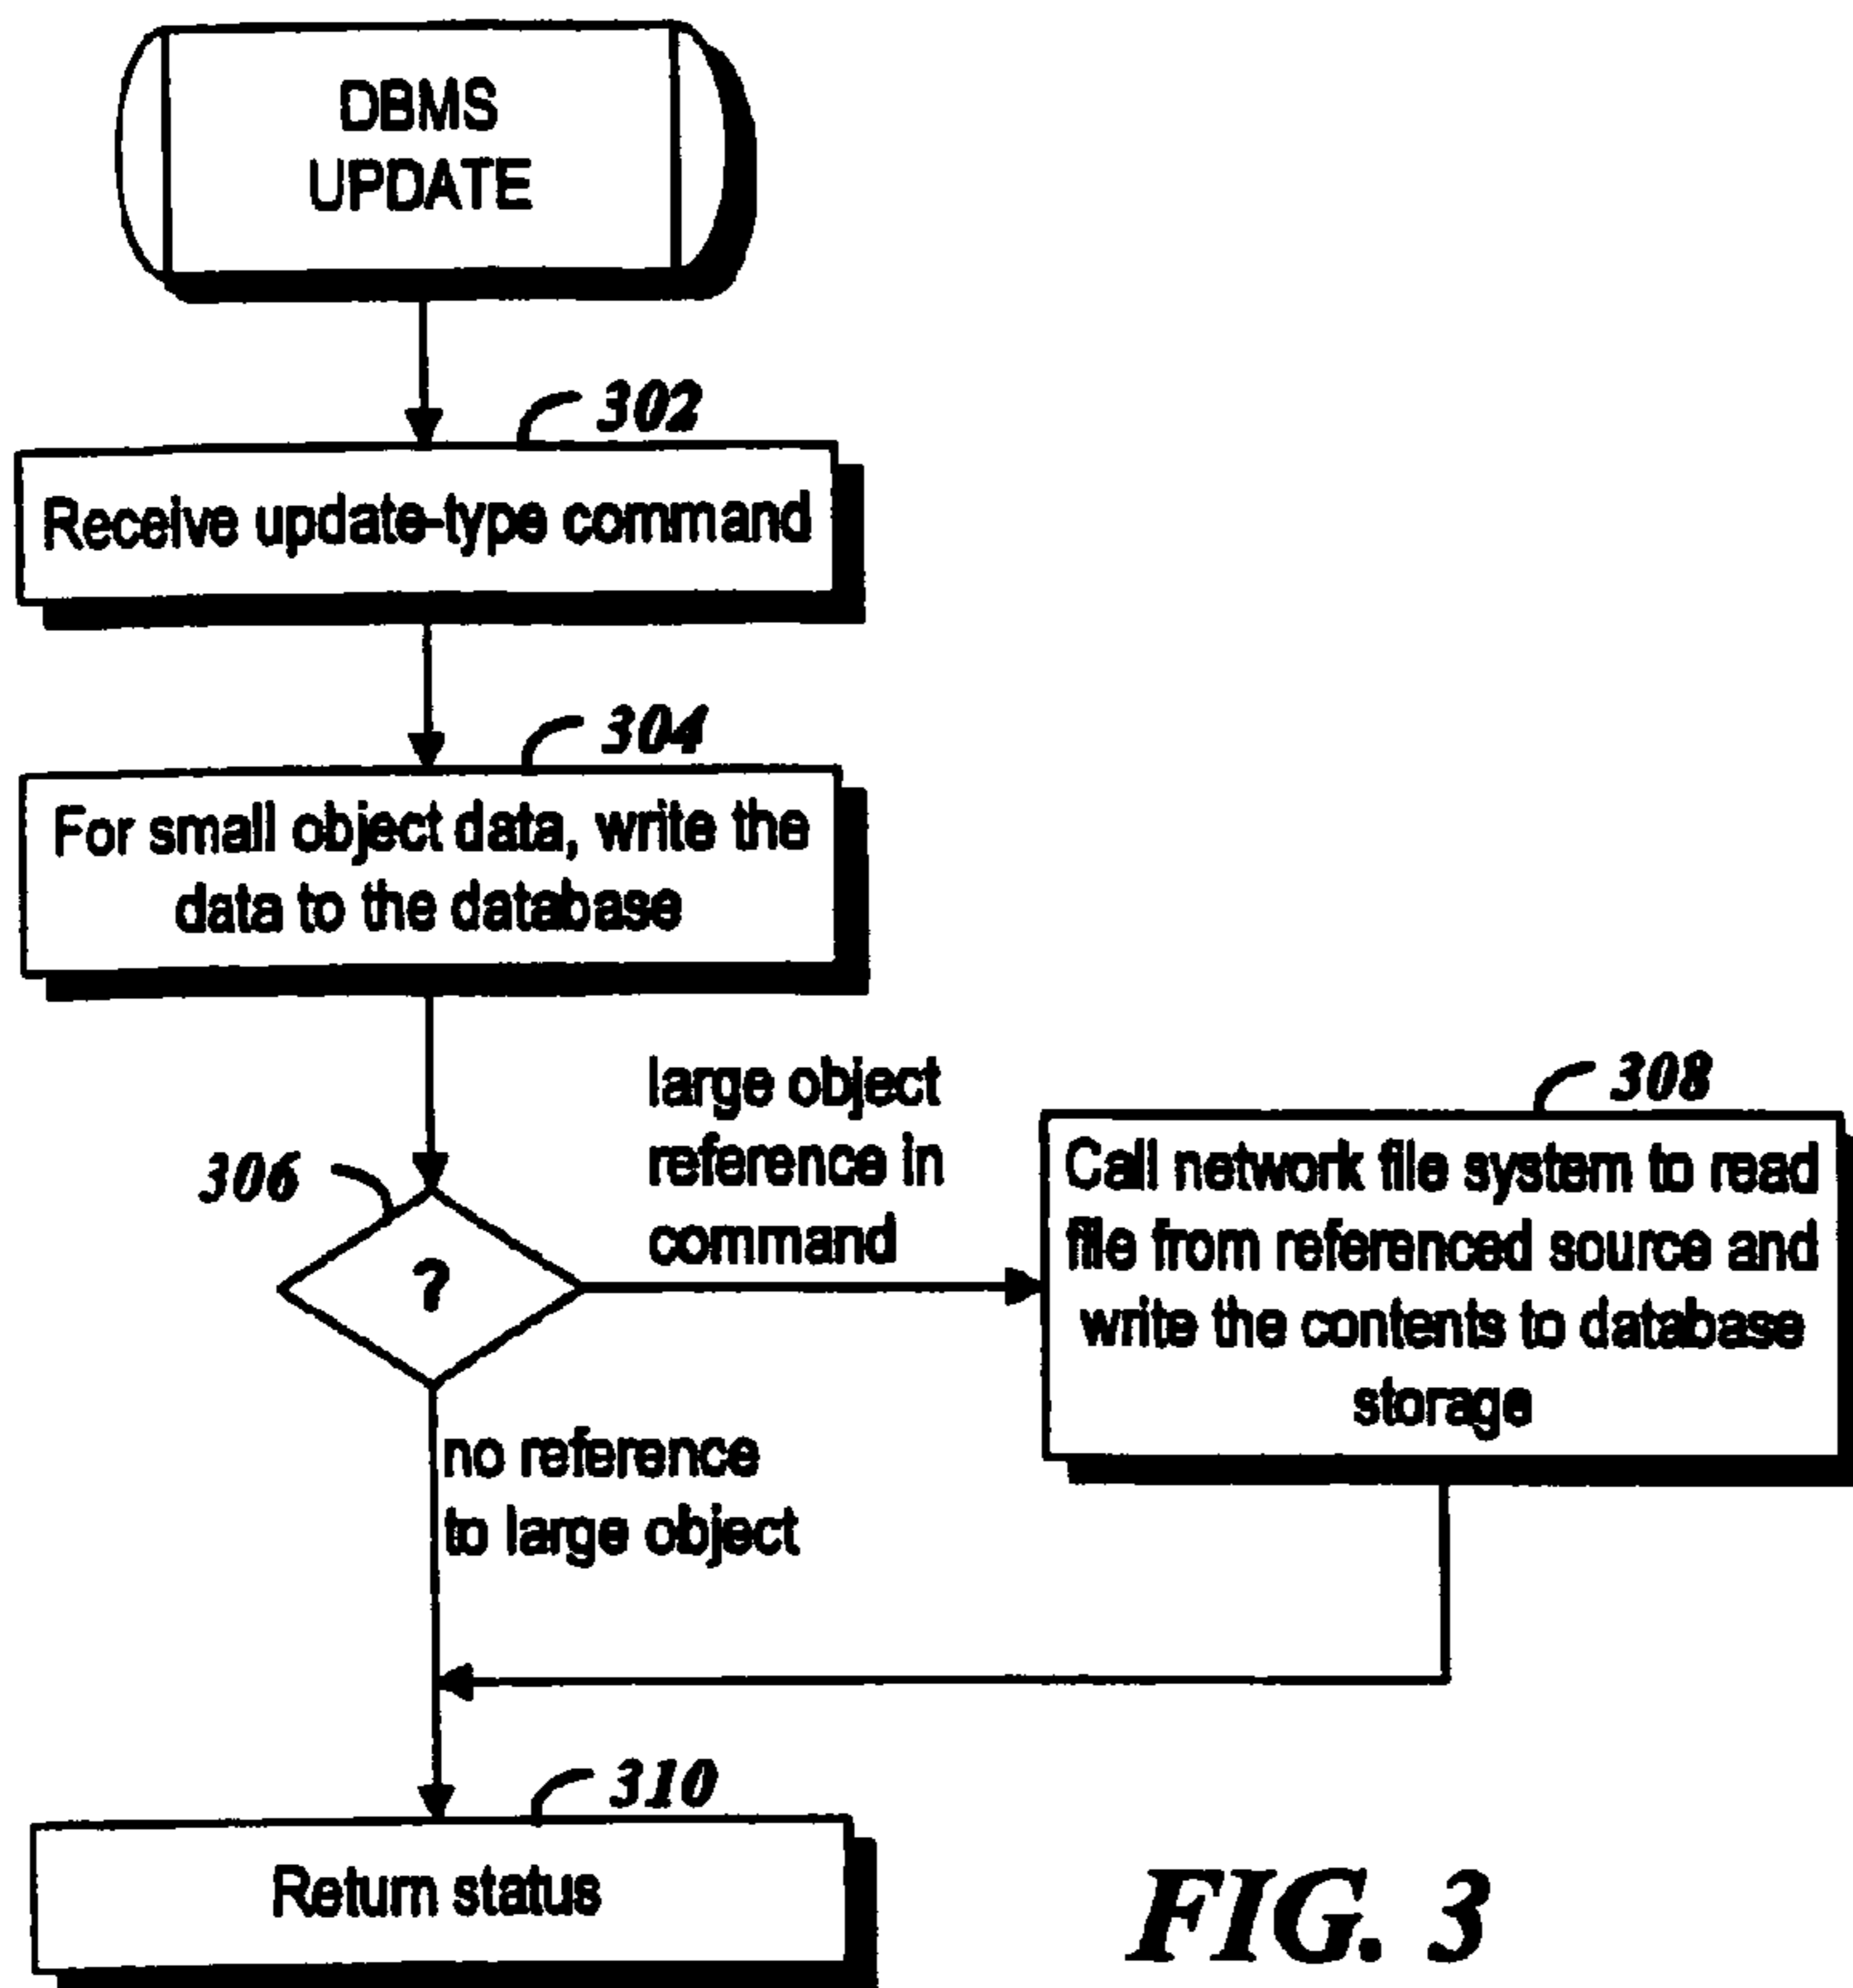 DBMS
UPDATE
302
Receive update-type command
304
For small object data, write the
data to the database
306
?
large object
reference in
command
308
Call network file system to read
file from referenced source and
write the contents to database
storage
no reference
to large object
310
Return status
FIG. 3